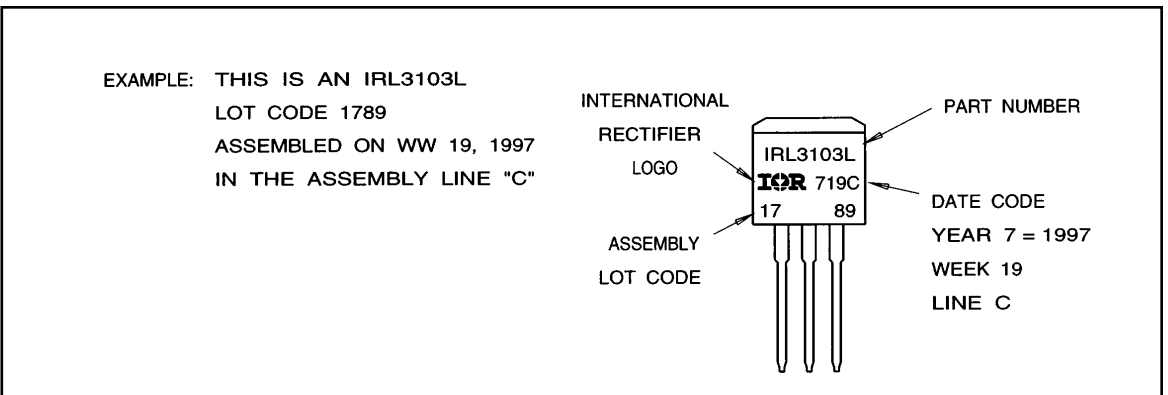 EXAMPLE: THIS IS AN IRL3103L
LOT CODE 1789
ASSEMBLED ON WW 19, 1997
IN THE ASSEMBLY LINE "C"
INTERNATIONAL
RECTIFIER
LOGO
ASSEMBLY
LOT CODE
IRL3103L
IOR 719C
17 89
PART NUMBER
DATE CODE
YEAR 7 = 1997
WEEK 19
LINE C